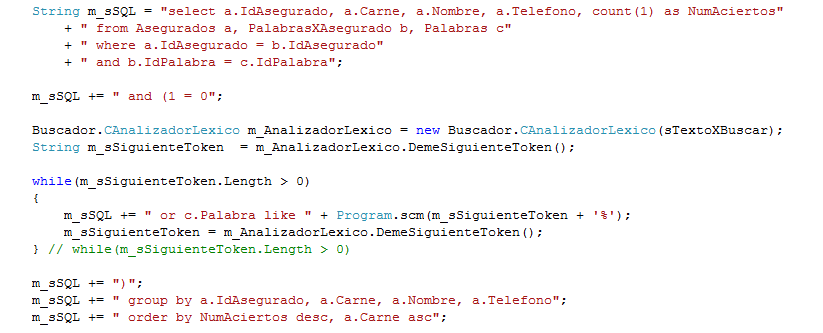 String m_sSQL = "select a.IdAsegurado, a.Carne, a.Nombre, a.Telefono, count(1) as NumAciertos"
    + " from Asegurados a, PalabrasXAsegurado b, Palabras c"
    + " where a.IdAsegurado = b.IdAsegurado"
    + " and b.IdPalabra = c.IdPalabra";
m_sSQL += " and (1 = 0";
Buscador.CAnalizadorLexico m_AnalizadorLexico = new Buscador.CAnalizadorLexico(sTextoXBuscar);
String m_sSiguienteToken  = m_AnalizadorLexico.DemeSiguienteToken();
while(m_sSiguienteToken.Length > 0)
{
    m_sSQL += " or c.Palabra like " + Program.scm(m_sSiguienteToken + '%');
    m_sSiguienteToken = m_AnalizadorLexico.DemeSiguienteToken();
} // while(m_sSiguienteToken.Length > 0)
m_sSQL += ")";
m_sSQL += " group by a.IdAsegurado, a.Carne, a.Nombre, a.Telefono";
m_sSQL += " order by NumAciertos desc, a.Carne asc";